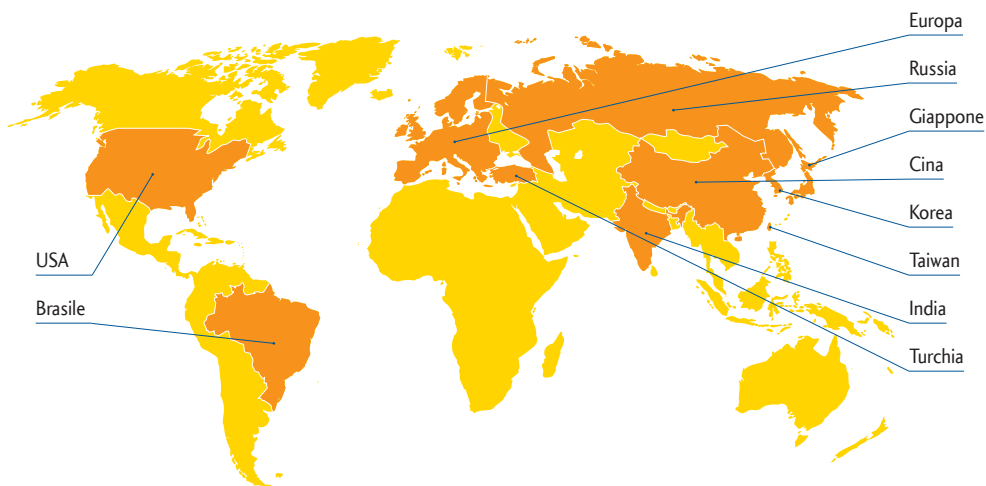 Europa
Russia
Giappone
Cina
Korea
USA
Taiwan
Brasile
India
Turchia